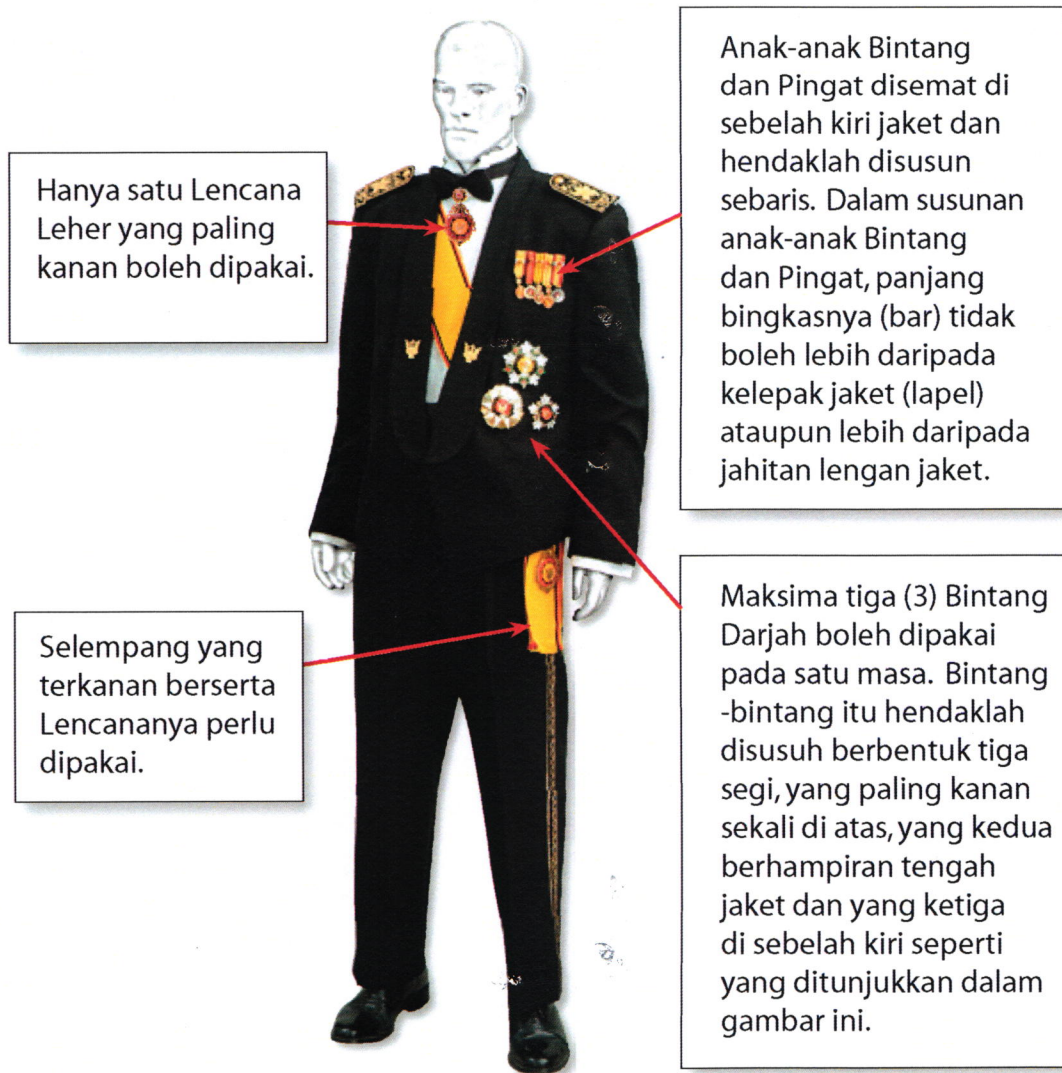 Hanya satu Lencana
Leher yang paling
kanan boleh dipakai.
Selempang yang
terkanan berserta
Lencananya perlu
dipakai.
Anak-anak Bintang
dan Pingat disemat di
sebelah kiri jaket dan
hendaklah disusun
sebaris. Dalam susunan
anak-anak Bintang
dan Pingat, panjang
bingkasnya (bar) tidak
boleh lebih daripada
kelepak jaket (lapel)
ataupun lebih daripada
jahitan lengan jaket.
Maksima tiga (3) Bintang
Darjah boleh dipakai
pada satu masa. Bintang
-bintang itu hendaklah
disusuh berbentuk tiga
segi, yang paling kanan
sekali di atas, yang kedua
berhampiran tengah
jaket dan yang ketiga
di sebelah kiri seperti
yang ditunjukkan dalam
gambar ini.